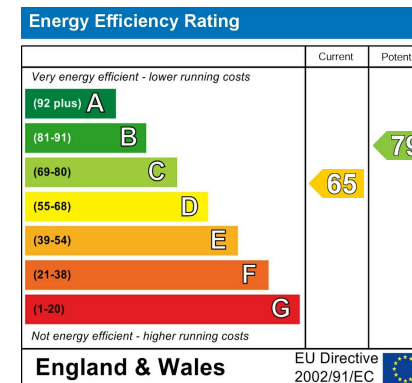 Energy Efficiency Rating
Current Potent
Very energy efficient - lower running costs
(92 plus) A
(81-91) B
79
(69-80) C
65
(55-68) D
(39-54) E
(21-38) F
(1-20) G
Not energy efficient - higher running costs
England & Wales
EU Directive
2002/91/EC